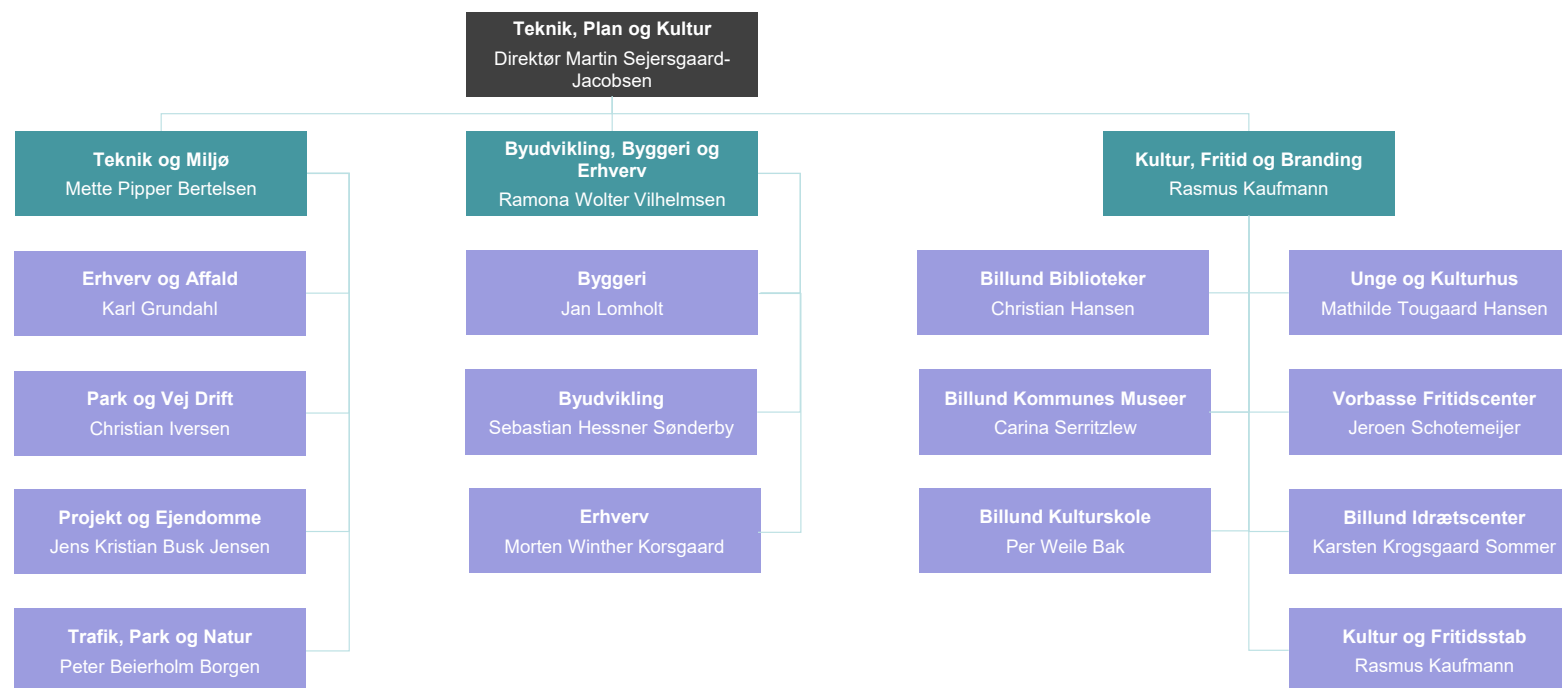 Teknik, Plan og Kultur
Direktør Martin Sejersgaard-
Jacobsen
Teknik og Miljø
Mette Pipper Bertelsen
Erhverv og Affald
Karl Grundahl
Park og Vej Drift
Christian Iversen
Projekt og Ejendomme
Jens Kristian Busk Jensen
Trafik, Park og Natur
Peter Beierholm Borgen
Byudvikling, Byggeri og
Erhverv
Ramona Wolter Vilhelmsen
Byggeri
Jan Lomholt
Byudvikling
Sebastian Hessner Sønderby
Erhverv
Morten Winther Korsgaard
Kultur, Fritid og Branding
Rasmus Kaufmann
Billund Biblioteker
Christian Hansen
Billund Kommunes Museer
Carina Serritzlew
Billund Kulturskole
Per Weile Bak
Unge og Kulturhus
Mathilde Tougaard Hansen
Vorbasse Fritidscenter
Jeroen Schotemeijer
Billund Idrætscenter
Karsten Krogsgaard Sommer
Kultur og Fritidsstab
Rasmus Kaufmann